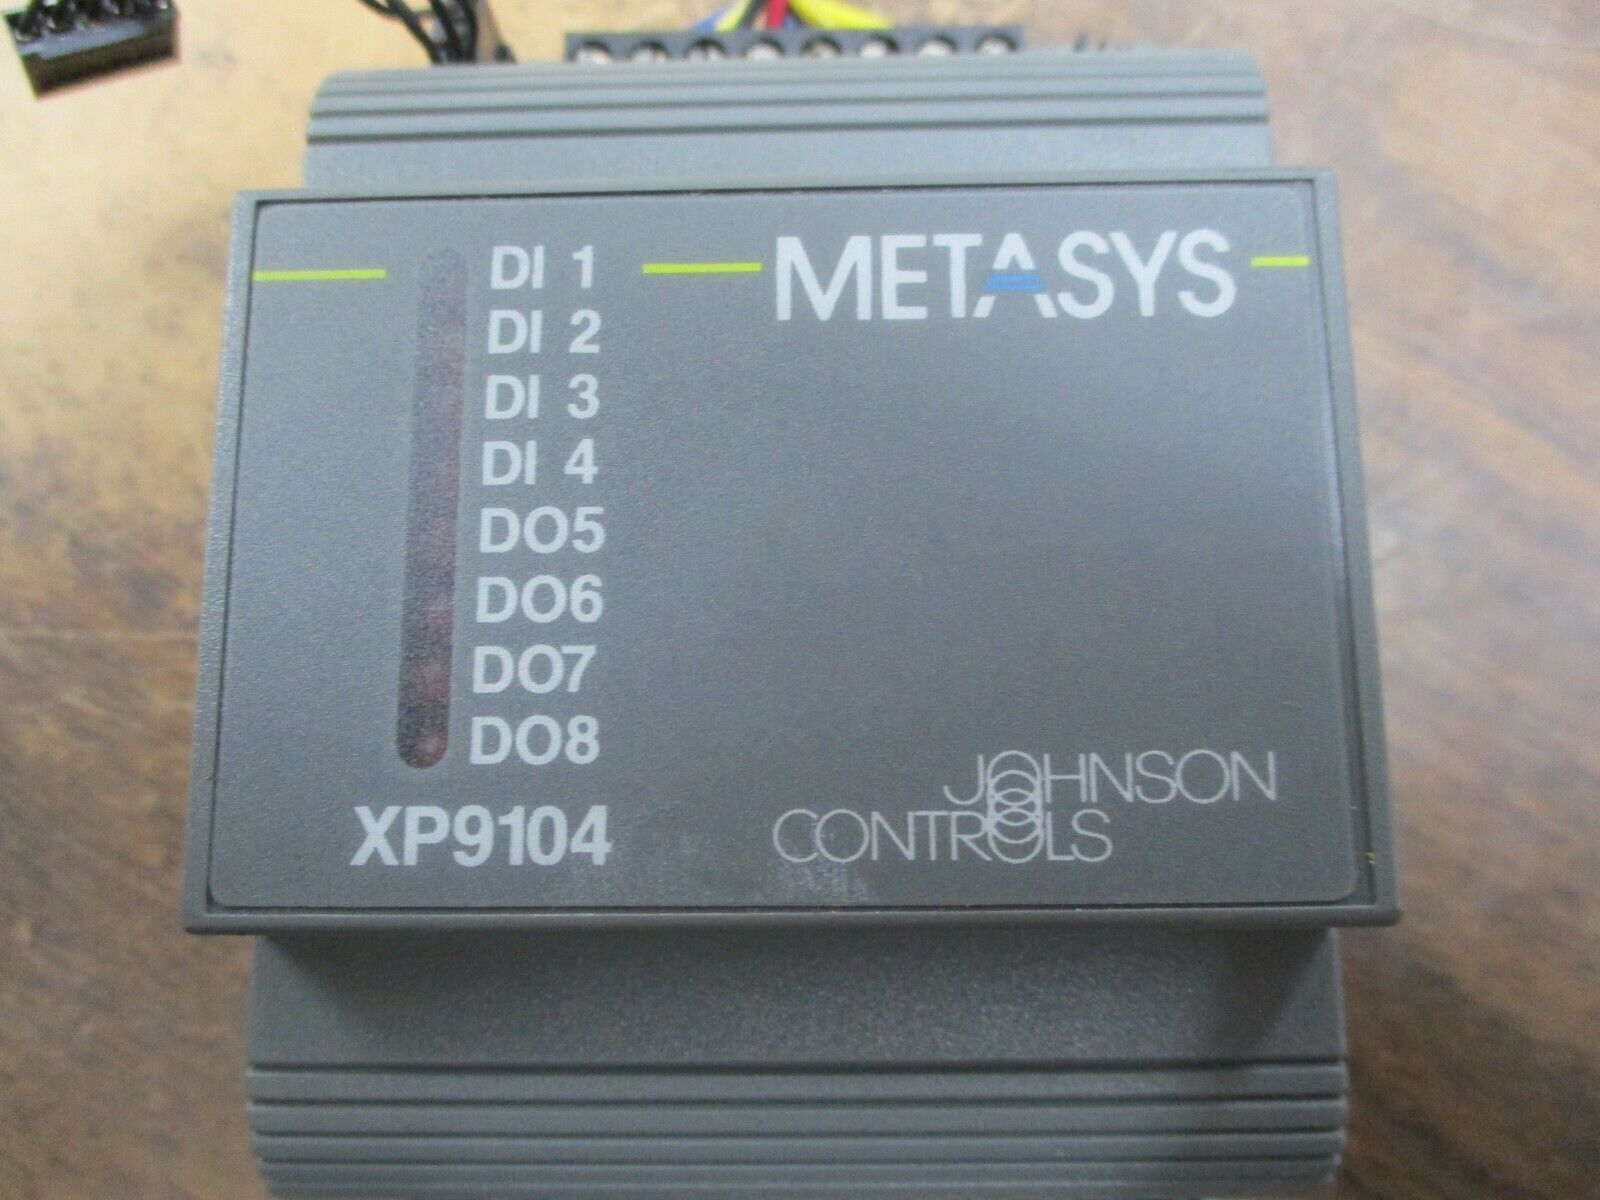 DI 1
METASYS
DI 2
DI 3
DI 4
DO5
DO6
DO7
DO8
XP9104
JOHNSON
CONTROLS